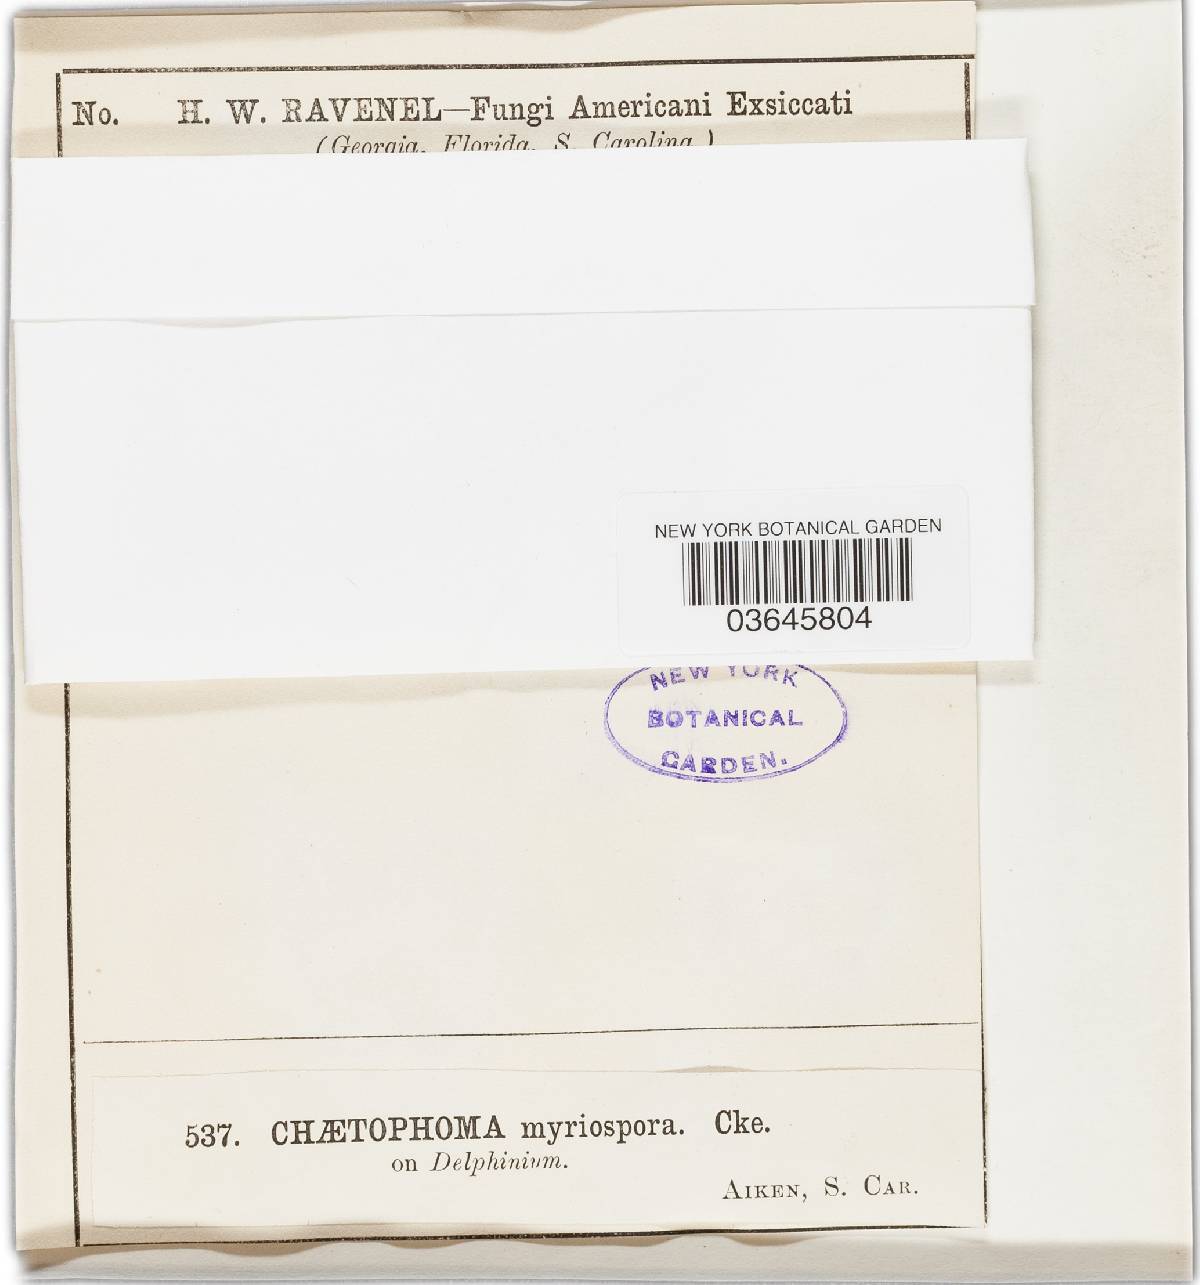 No. H. W. RAVENEL—Fungi Americani Exsiccati
(Georgia, Florida, S. Carolina.)
NEW YORK BOTANICAL GARDEN
03645804
NEW YORK
BOTANICAL
GARDEN.
537. CHÆTOPHOMA myriospora. Cke.
on Delphinium.
AIKEN, S. CAR.